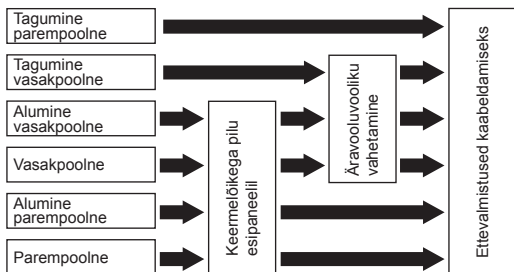 Tagumine
parempoolne
Tagumine
vasakpoolne
Alumine
vasakpoolne
Vasakpoolne
Alumine
parempoolne
Parempoolne
Keermelõikega pilu
esipaneelil
Äravooluvooliku
vahetamine
Ettevalmistused kaabeldamiseks